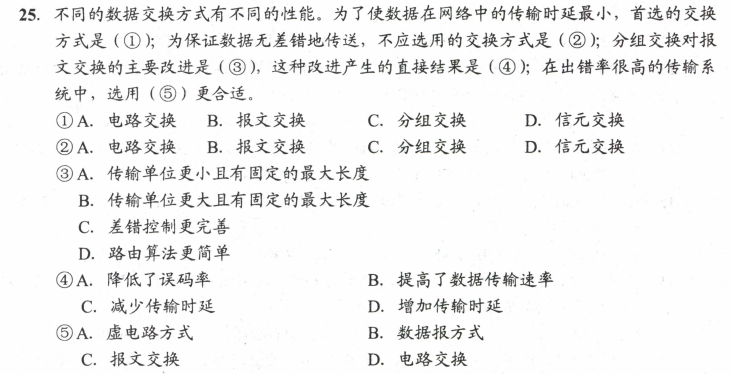 25. 不同的数据交换方式有不同的性能。为了使数据在网络中的传输时延最小，首选的交换
方式是（①）；为保证数据无差错地传送，不应选用的交换方式是（②）；分组交换对报
文交换的主要改进是（③），这种改进产生的直接结果是（④）；在出错率很高的传输系
统中，选用（⑤）更合适。
①A. 电路交换 B. 报文交换 C. 分组交换 D. 信元交换
②A. 电路交换 B. 报文交换 C. 分组交换 D. 信元交换
③A. 传输单位更小且有固定的最大长度
B. 传输单位更大且有固定的最大长度
C. 差错控制更完善
D. 路由算法更简单
④A. 降低了误码率 B. 提高了数据传输速率
C. 减少传输时延 D. 增加传输时延
⑤A. 虚电路方式 B. 数据报方式
C. 报文交换 D. 电路交换